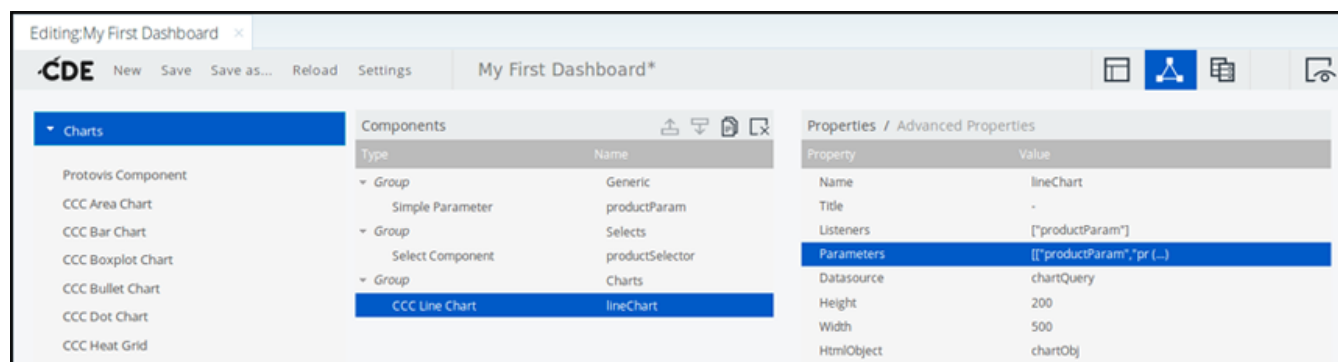 Editing:My First Dashboard ×
CDE New Save Save as... Reload Settings My First Dashboard*
Charts
Protovis Component
CCC Area Chart
CCC Bar Chart
CCC Boxplot Chart
CCC Bullet Chart
CCC Dot Chart
CCC Heat Grid
Components
Type Name
Group Generic
Simple Parameter productParam
Group Selects
Select Component productSelector
Group Charts
CCC Line Chart lineChart
Properties / Advanced Properties
Property Value
Name lineChart
Title -
Listeners ["productParam"]
Parameters [["productParam","pr (...)
Datasource chartQuery
Height 200
Width 500
HtmlObject chartObj